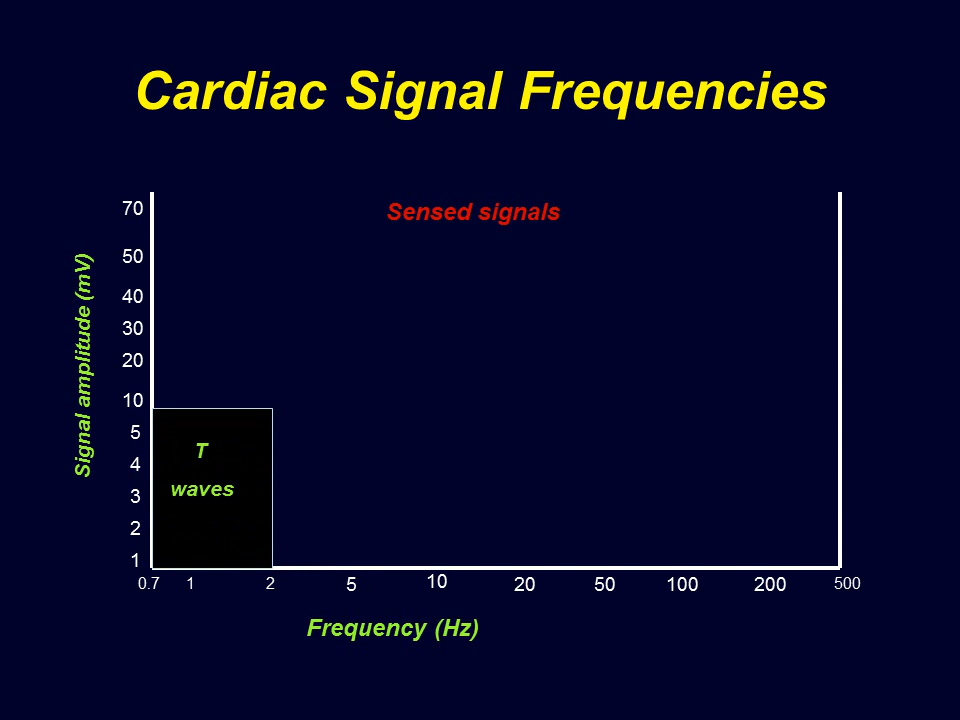 Cardiac Signal Frequencies
Sensed signals
Signal amplitude (mV)
70
50
40
30
20
10
5
4
3
2
1
T
waves
0.7 1 2 5 10 20 50 100 200 500
Frequency (Hz)